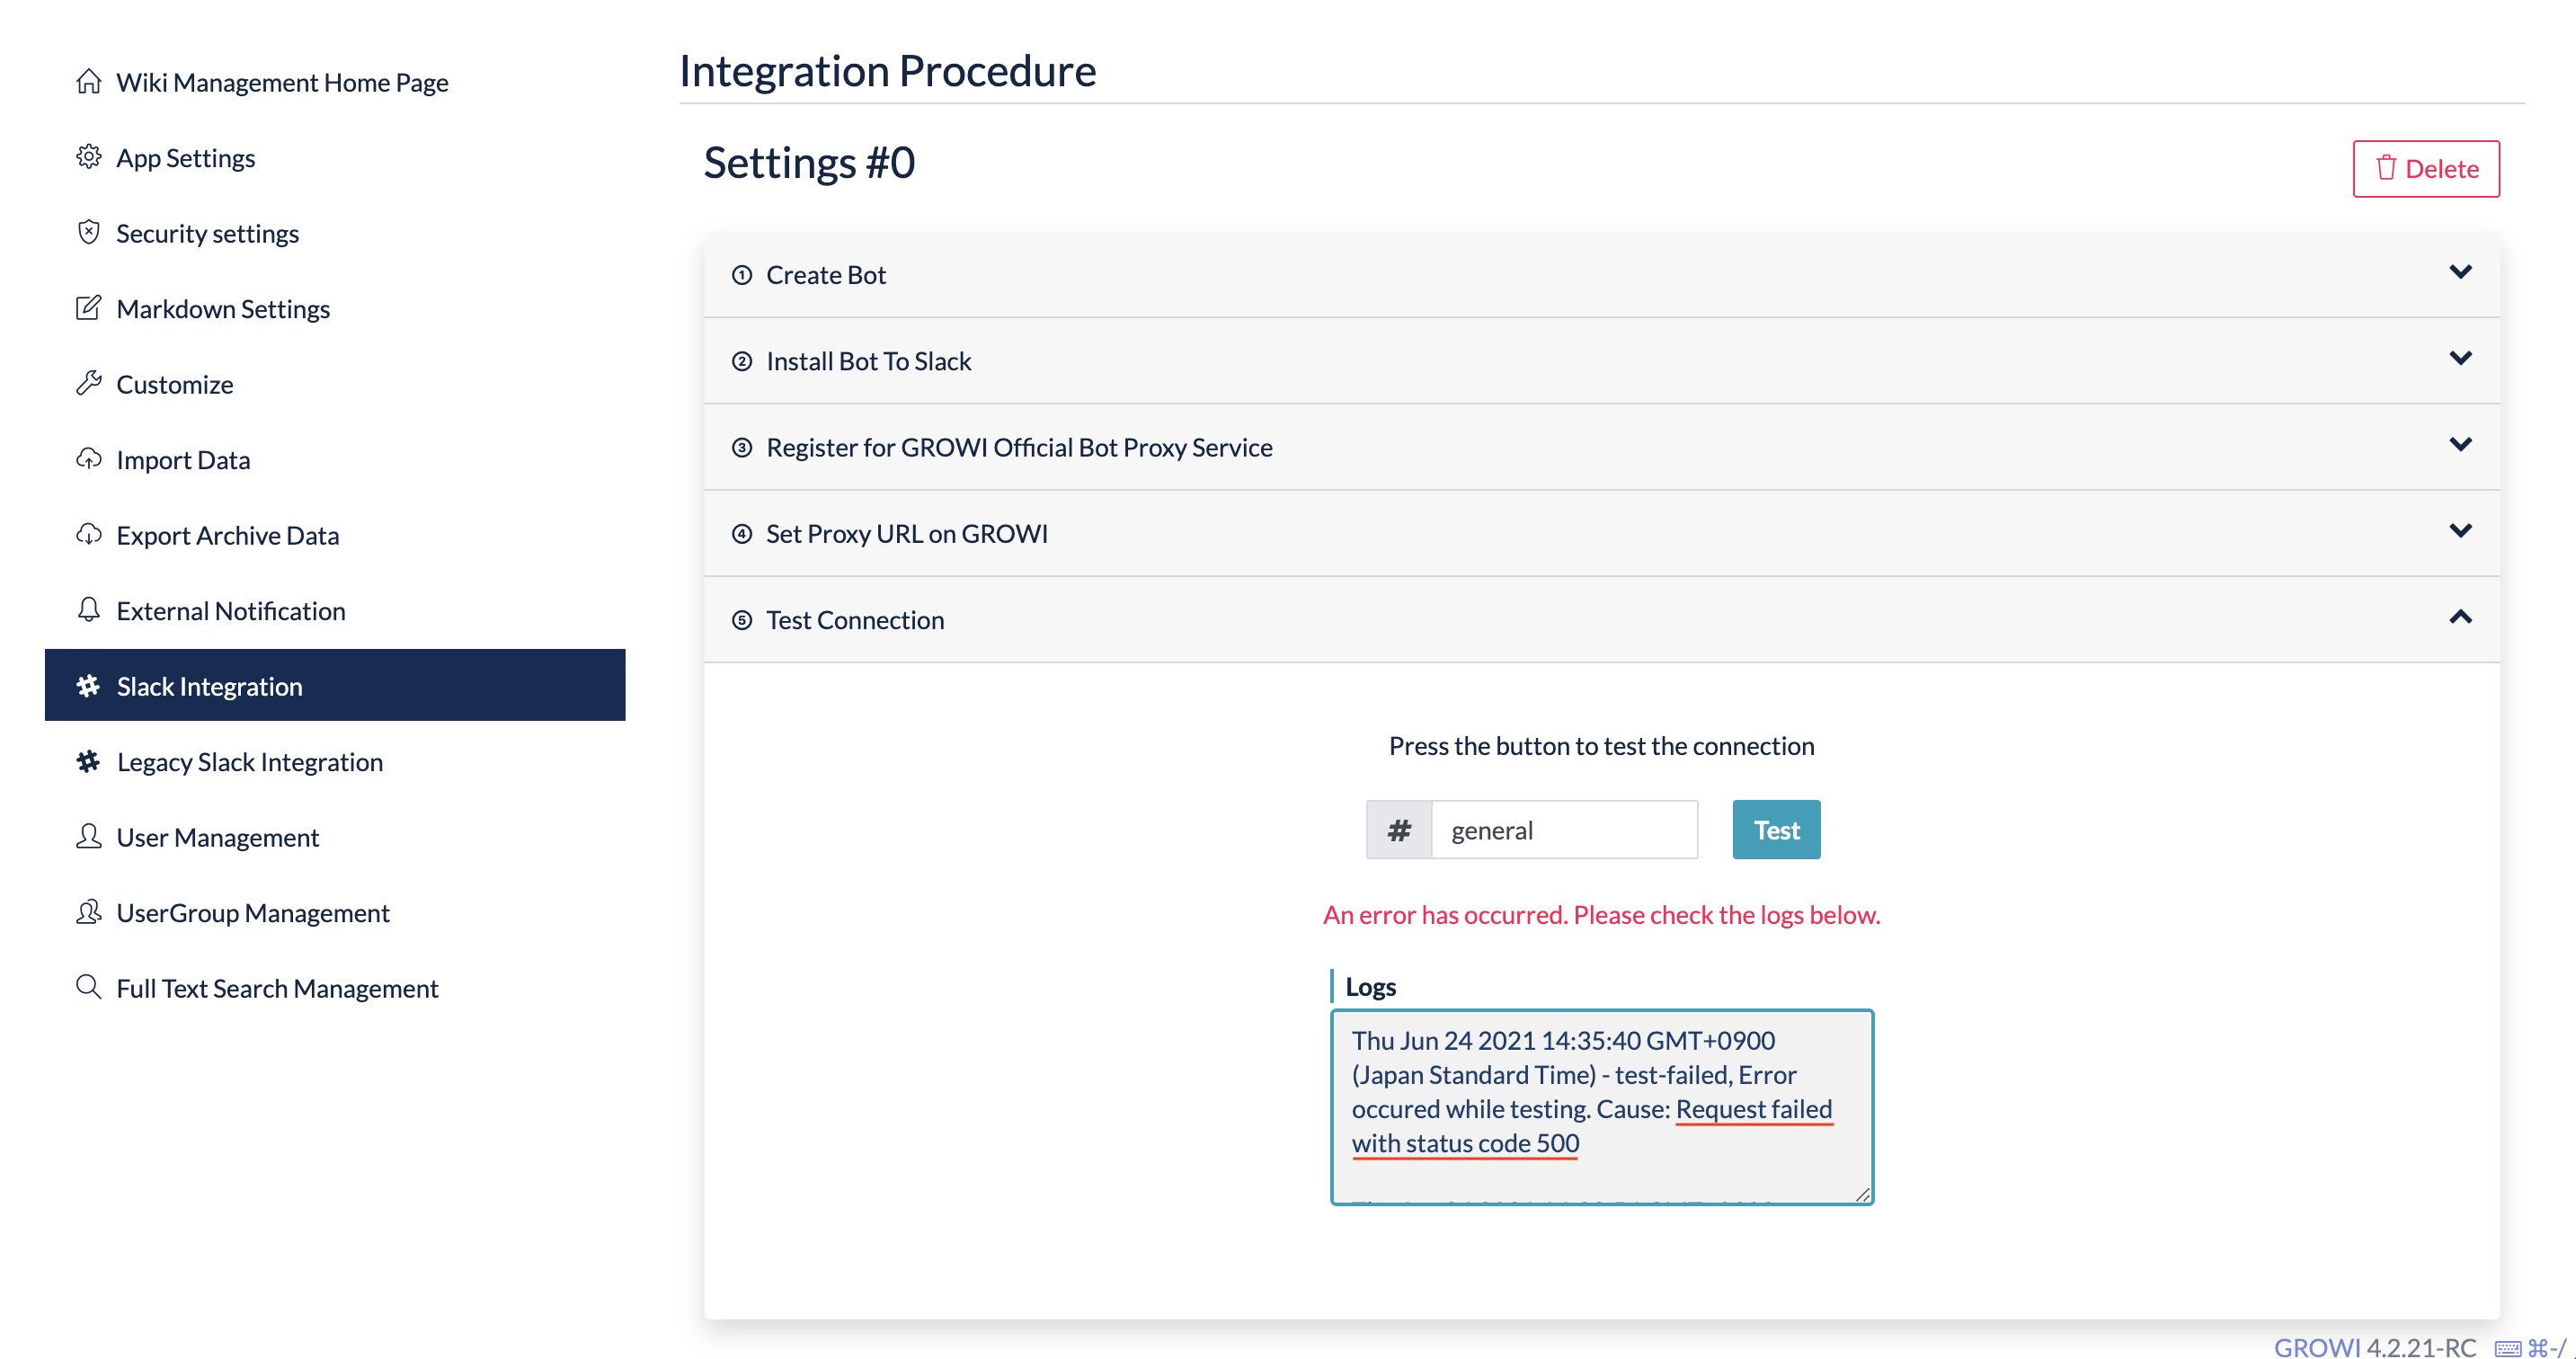 Wiki Management Home Page
App Settings
Security settings
Markdown Settings
Customize
Import Data
Export Archive Data
External Notification
Slack Integration
Legacy Slack Integration
User Management
UserGroup Management
Full Text Search Management
Integration Procedure
Settings #0
Delete
① Create Bot
② Install Bot To Slack
③ Register for GROWI Official Bot Proxy Service
④ Set Proxy URL on GROWI
⑤ Test Connection
Press the button to test the connection
# general
Test
An error has occurred. Please check the logs below.
Logs
Thu Jun 24 2021 14:35:40 GMT+0900
(Japan Standard Time) - test-failed, Error
occured while testing. Cause: Request failed
with status code 500
GROWI 4.2.21-RC ⌘-/